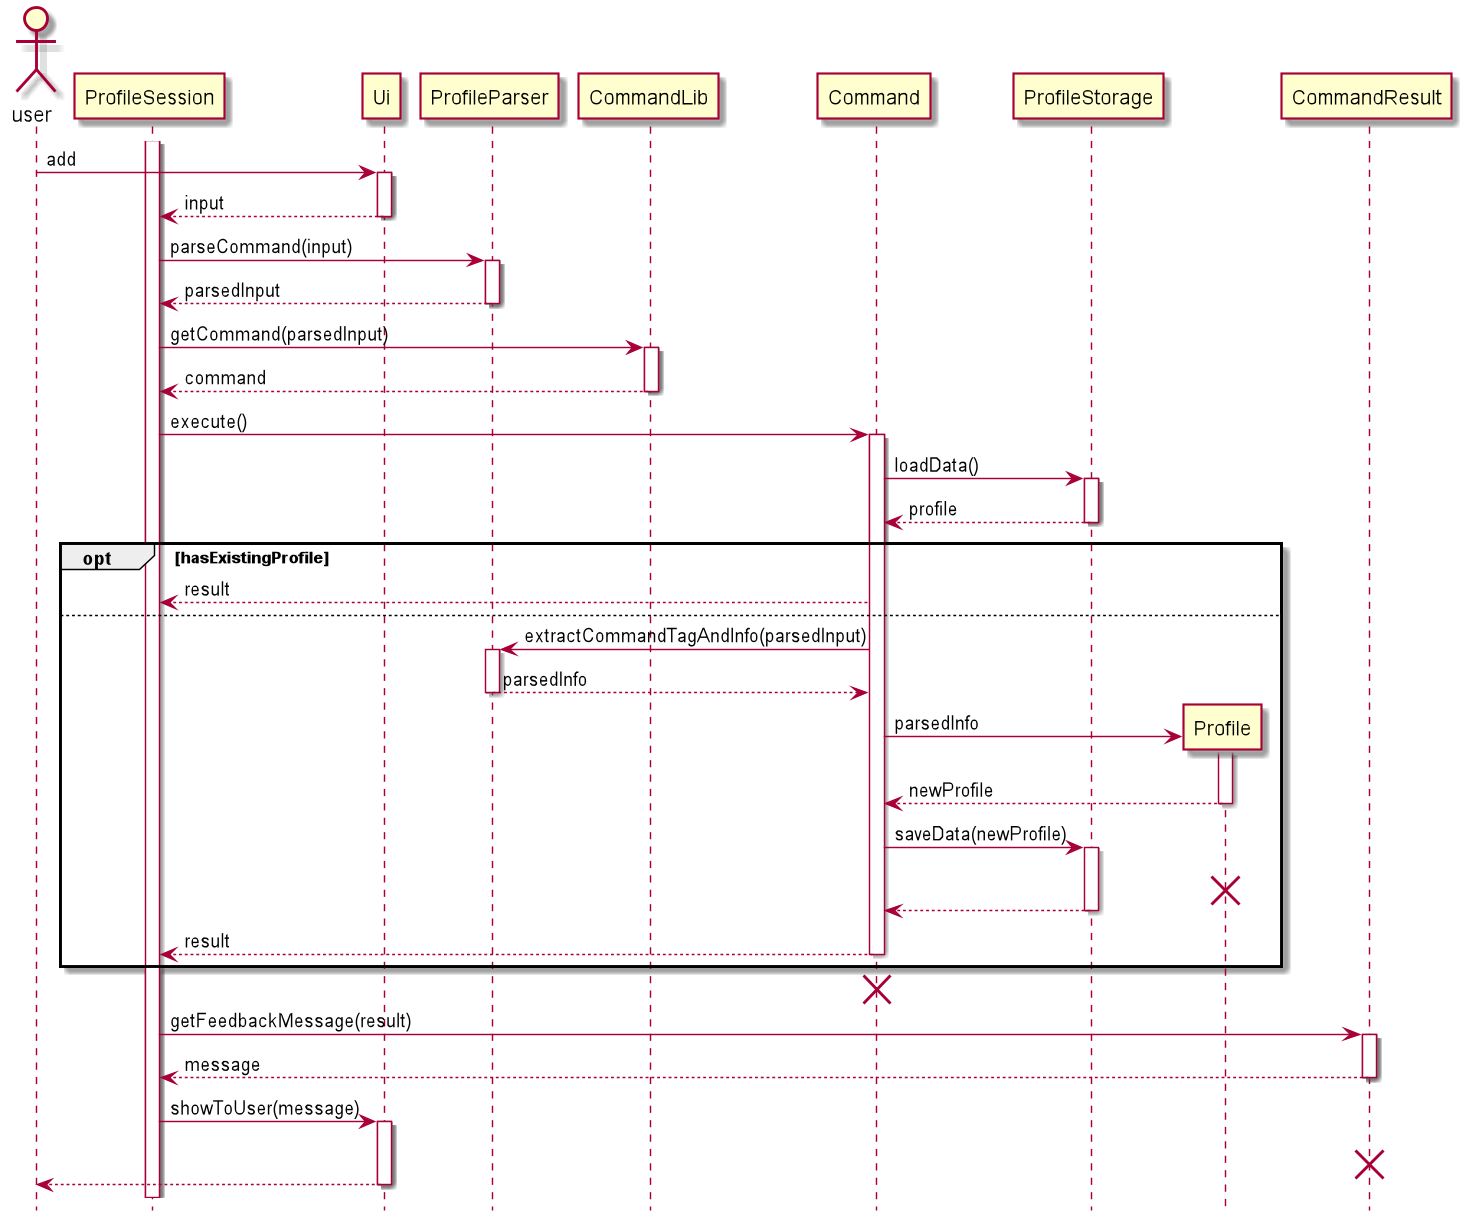 user
ProfileSession
Ui
ProfileParser
CommandLib
Command
ProfileStorage
CommandResult
add
input
parseCommand(input)
parsedInput
getCommand(parsedInput)
command
execute()
loadData()
profile
opt
[hasExistingProfile]
result
extractCommandTagAndInfo(parsedInput)
parsedInfo
parsedInfo
Profile
newProfile
saveData(newProfile)
result
getFeedbackMessage(result)
message
showToUser(message)